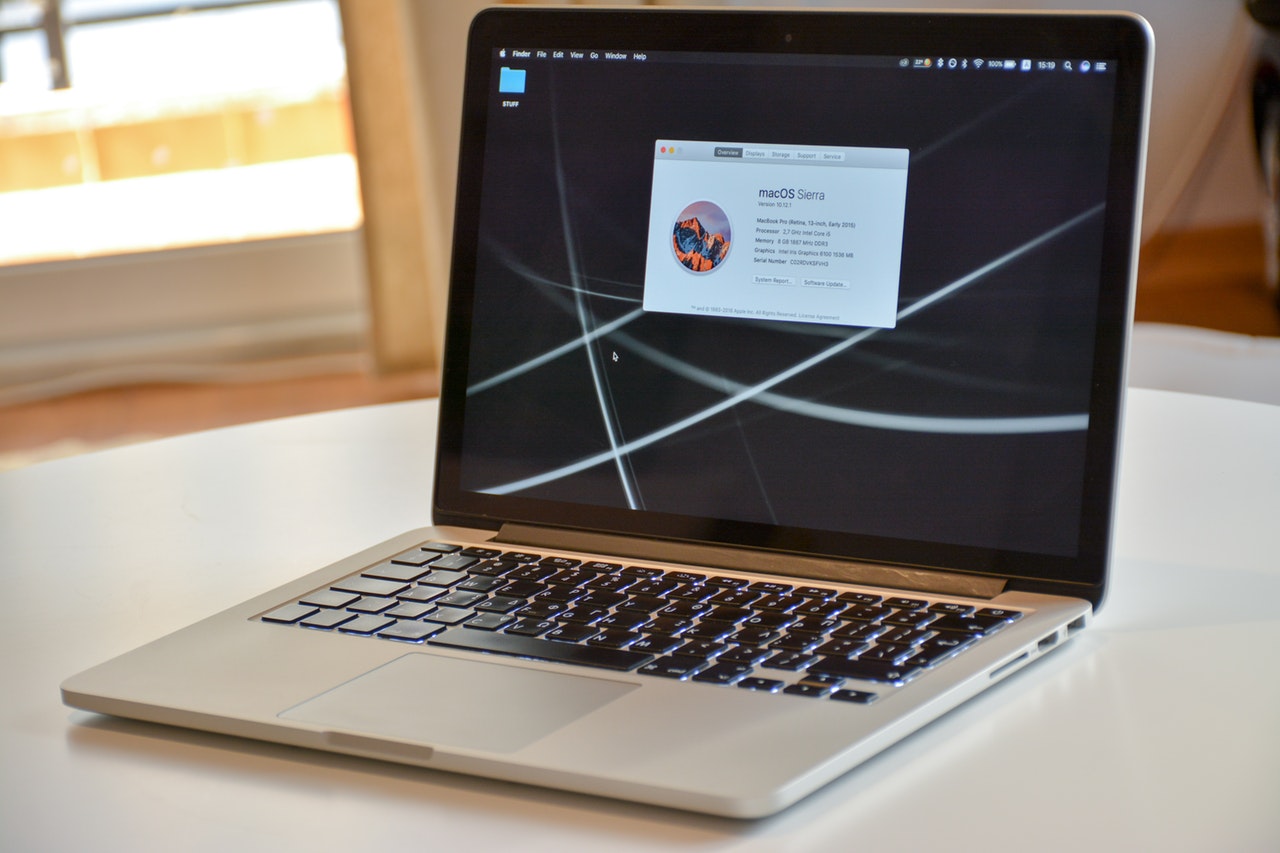 Finder File Edit View Go Window Help
100% 15:19
STUFF
Overview Displays Storage Support Service
macOS Sierra
Version 10.12.1
MacBook Pro (Retina, 13-inch, Early 2015)
Processor 2,7 GHz Intel Core i5
Memory 8 GB 1867 MHz DDR3
Graphics Intel Iris Graphics 6100 1536 MB
Serial Number
System Report... Software Update...
™ and © 1983-2016 Apple Inc. All Rights Reserved. License Agreement